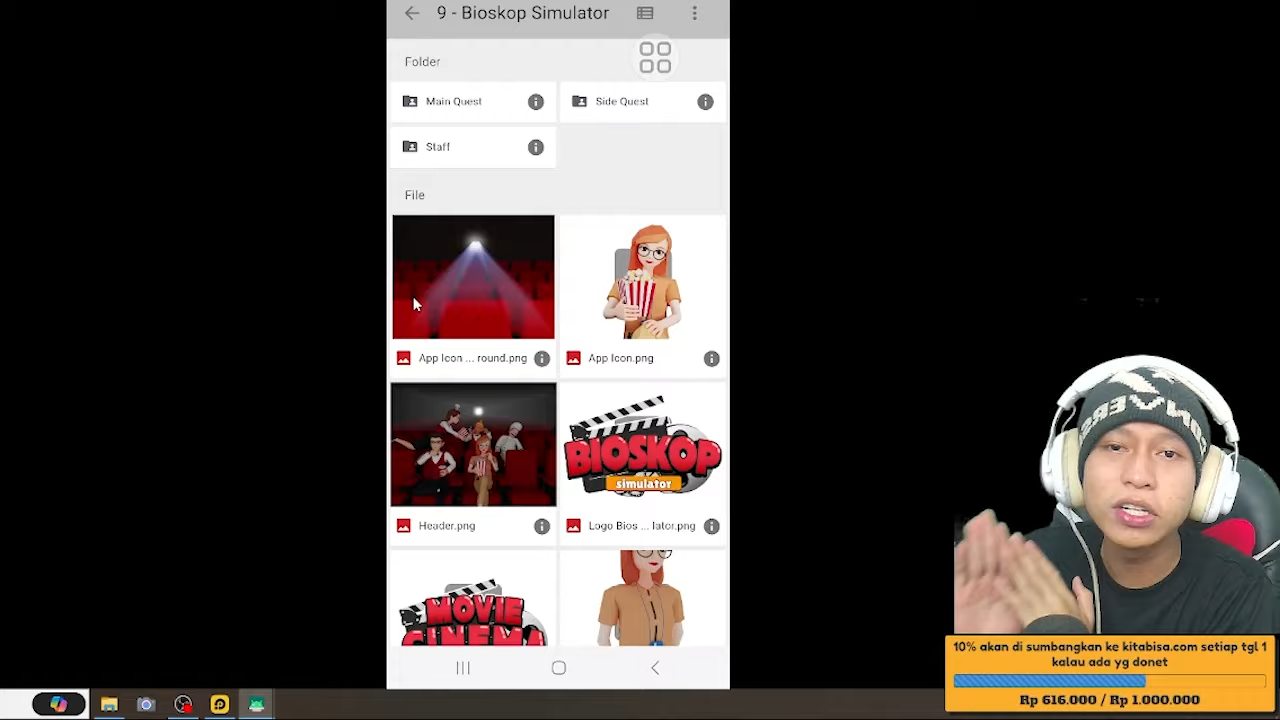 9 - Bioskop Simulator
Folder
Main Quest
Side Quest
Staff
File
App Icon ... round.png
App Icon.png
BIOSKOP
simulator
Header.png
Logo Bios ... lator.png
MOVIE
CINEMA
10% akan di sumbangkan ke kitabisa.com setiap tgl 1
kalau ada yg donet
Rp 616.000 / Rp 1.000.000